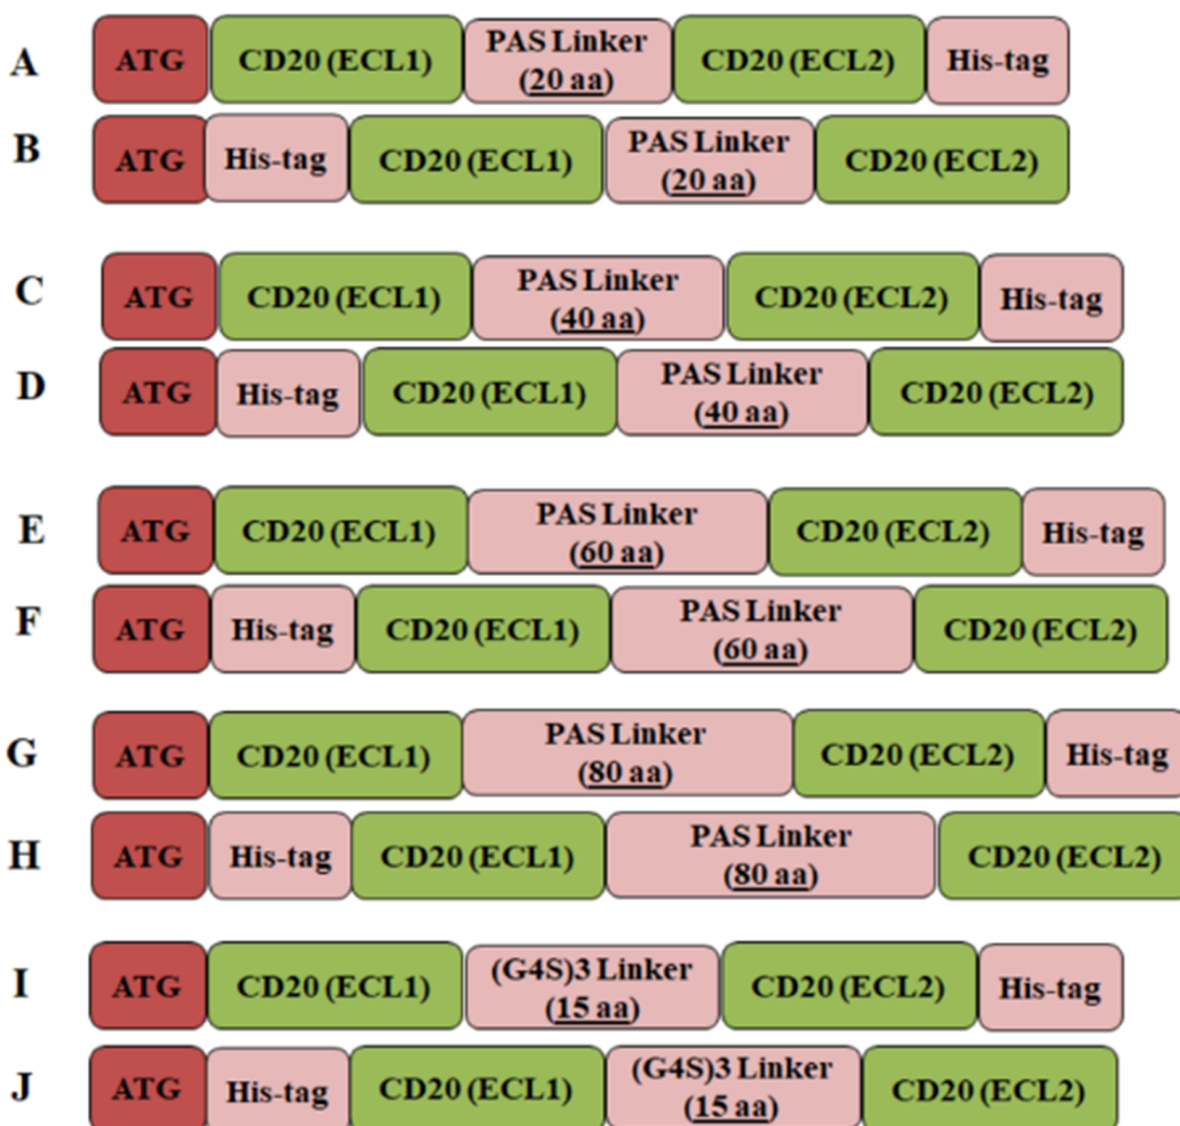 A ATG CD20 (ECL1) PAS Linker (20 aa) CD20 (ECL2) His-tag
B ATG His-tag CD20 (ECL1) PAS Linker (20 aa) CD20 (ECL2)
C ATG CD20 (ECL1) PAS Linker (40 aa) CD20 (ECL2) His-tag
D ATG His-tag CD20 (ECL1) PAS Linker (40 aa) CD20 (ECL2)
E ATG CD20 (ECL1) PAS Linker (60 aa) CD20 (ECL2) His-tag
F ATG His-tag CD20 (ECL1) PAS Linker (60 aa) CD20 (ECL2)
G ATG CD20 (ECL1) PAS Linker (80 aa) CD20 (ECL2) His-tag
H ATG His-tag CD20 (ECL1) PAS Linker (80 aa) CD20 (ECL2)
I ATG CD20 (ECL1) (G4S)3 Linker (15 aa) CD20 (ECL2) His-tag
J ATG His-tag CD20 (ECL1) (G4S)3 Linker (15 aa) CD20 (ECL2)